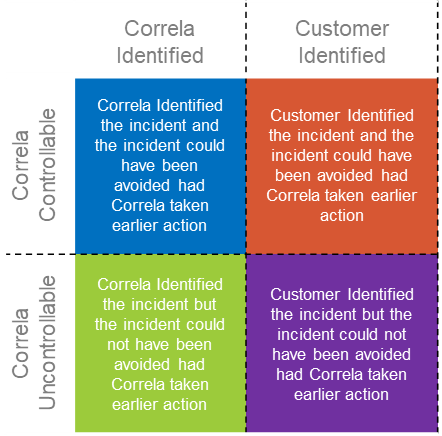 Correla
Identified
Customer
Identified
Correla
Controllable
Correla Identified
the incident and
the incident could
have been
avoided had
Correla taken
earlier action
Customer Identified
the incident and the
incident could have
been avoided had
Correla taken earlier
action
Correla
Uncontrollable
Correla Identified
the incident but
the incident could
not have been
avoided had
Correla taken
earlier action
Customer Identified
the incident but the
incident could not
have been avoided
had Correla taken
earlier action